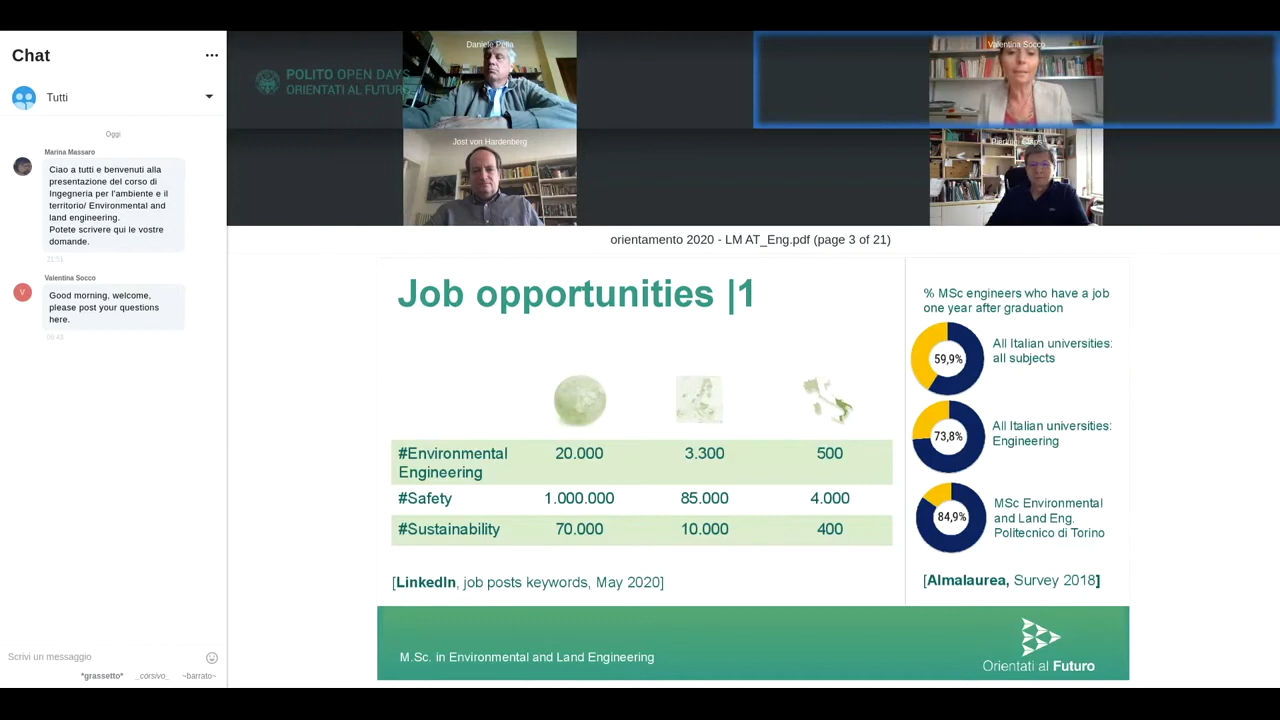 Chat
Tutti
Oggi
Marina Massaro
Ciao a tutti e benvenuti alla
presentazione del corso di
Ingegneria per l'ambiente e il
territorio/ Environmental and
land engineering.
Potete scrivere qui le vostre
domande.
21:51
Valentina Socco
V
Good morning, welcome,
please post your questions
here.
09:43
Scrivi un messaggio
*grassetto* _corsivo_ ~barrato~
POLITO OPEN DAYS
ORIENTATI AL FUTURO
Daniele Pella
Valentina Socco
Jost von Hardenberg
Pierluigi
orientamento 2020 - LM AT_Eng.pdf (page 3 of 21)
Job opportunities |1
#Environmental Engineering 20.000 3.300 500
#Safety 1.000.000 85.000 4.000
#Sustainability 70.000 10.000 400
[LinkedIn, job posts keywords, May 2020]
% MSc engineers who have a job
one year after graduation
59,9%
All Italian universities:
all subjects
73,8%
All Italian universities:
Engineering
84,9%
MSc Environmental
and Land Eng.
Politecnico di Torino
[Almalaurea, Survey 2018]
M.Sc. in Environmental and Land Engineering
Orientati al Futuro